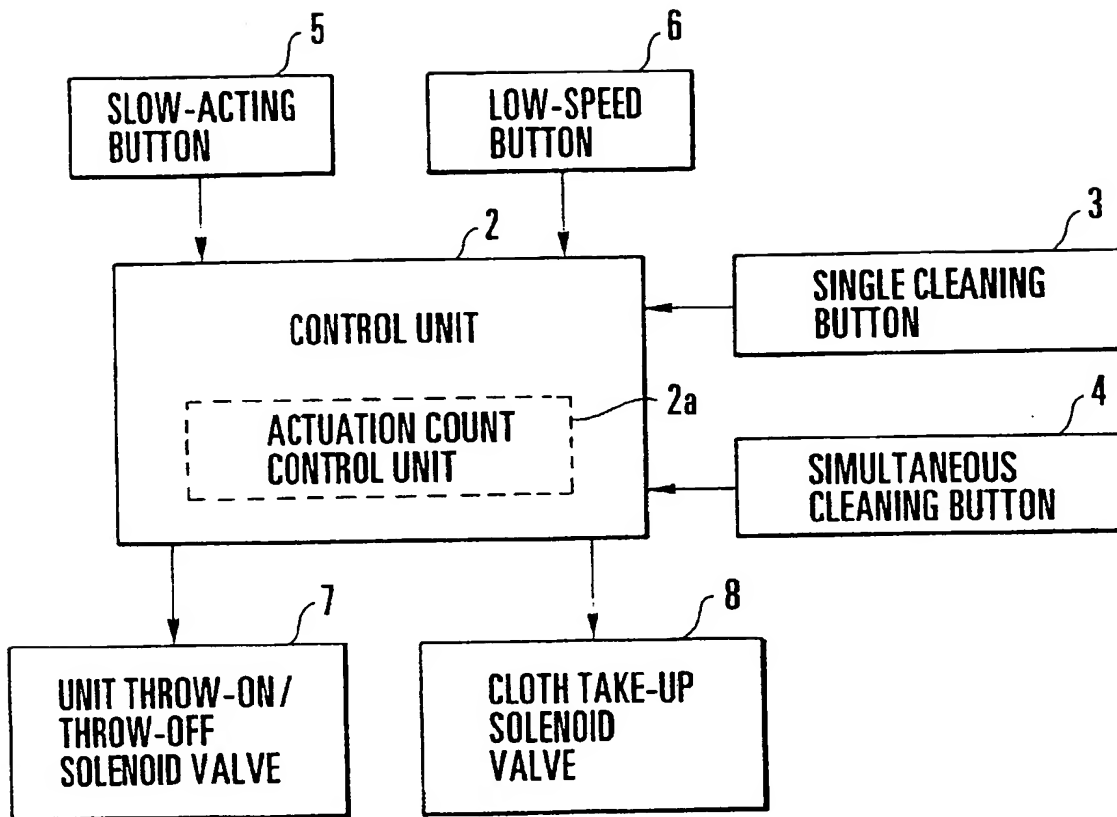 5
SLOW-ACTING
BUTTON
6
LOW-SPEED
BUTTON
2
CONTROL UNIT
2a
ACTUATION COUNT
CONTROL UNIT
3
SINGLE CLEANING
BUTTON
4
SIMULTANEOUS
CLEANING BUTTON
7
UNIT THROW-ON /
THROW-OFF
SOLENOID VALVE
8
CLOTH TAKE-UP
SOLENOID
VALVE